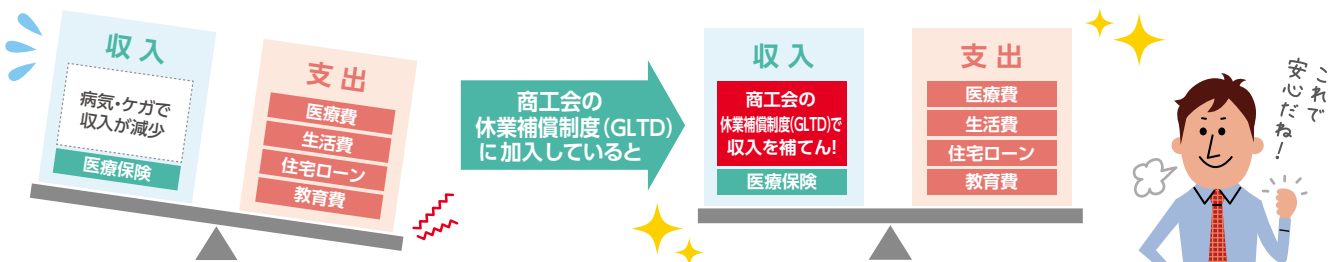 収入
病気・ケガで
収入が減少
医療保険
支出
医療費
生活費
住宅ローン
教育費
商工会の
休業補償制度(GLTD)
に加入していると
収入
商工会の
休業補償制度(GLTD)で
収入を補てん!
医療保険
支出
医療費
生活費
住宅ローン
教育費
これで
安心だね!